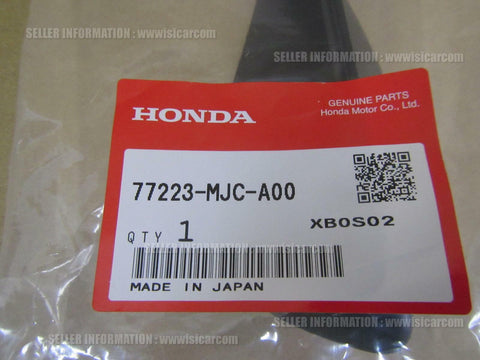 SELLER INFORMATION : wwwisicarcom SELLER INFORMATION : wwwisicarcom
GENUINE PARTS
HONDA Honda Motor Co., Ltd.
77223-MJC-A00
QTY 1 XB0S02
MADE IN JAPAN
SELLER INFORMATION : wwwisicarcom SELLER INFORMATION : wwwisicarcom